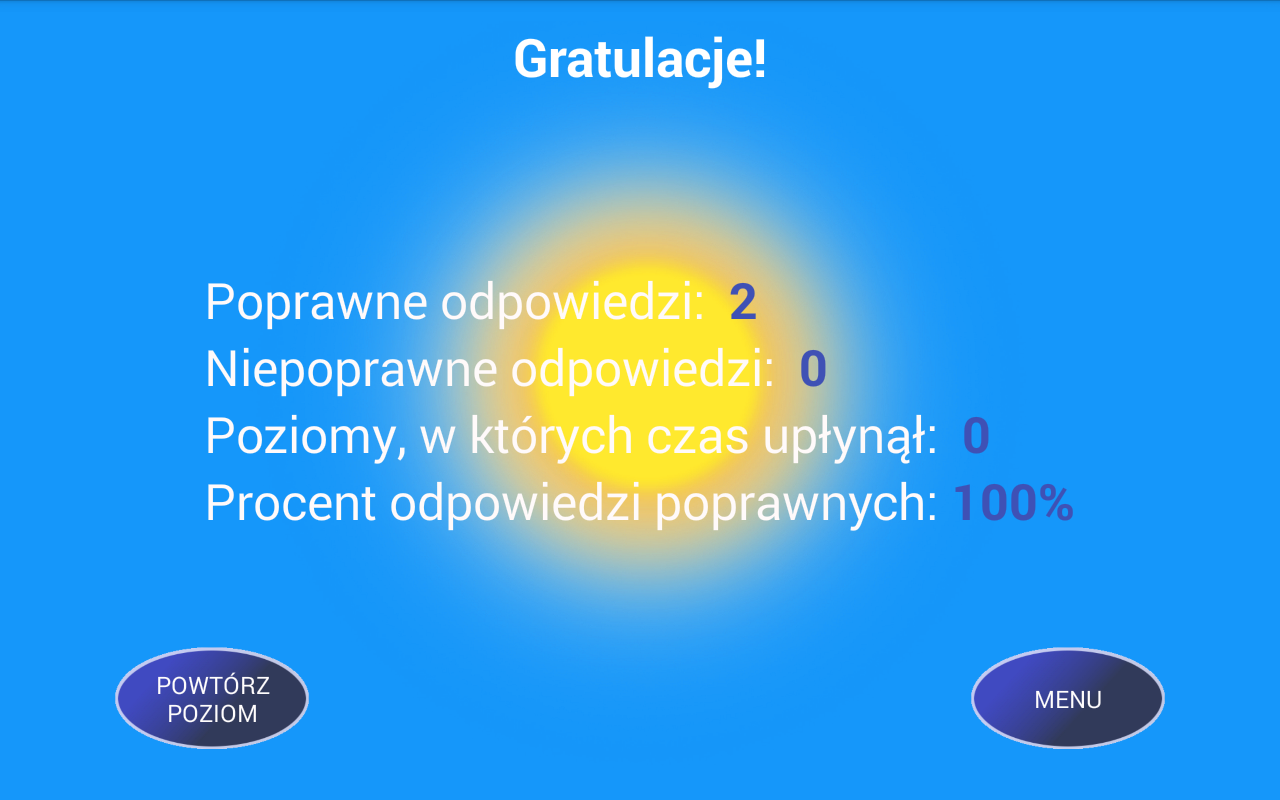 Gratulacje!
Poprawne odpowiedzi: 2
Niepoprawne odpowiedzi: 0
Poziomy, w których czas upłynął: 0
Procent odpowiedzi poprawnych: 100%
POWTÓRZ
POZIOM
MENU